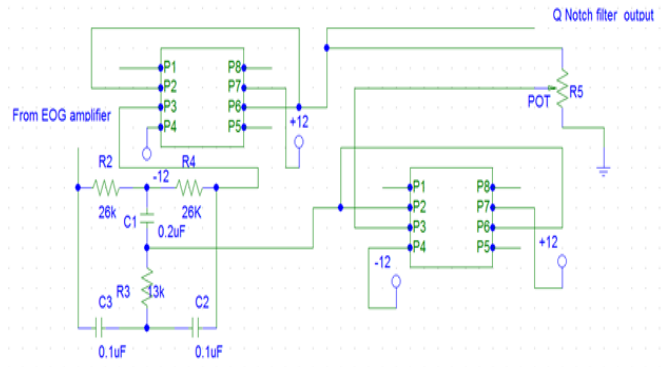 Q Notch filter output
P1 P8
P2 P7
P3 P6
P4 P5
From EOG amplifier
+12
POT
R5
R2
-12
R4
26k
26K
C1
0.2uF
R3
13k
C3
C2
0.1uF
0.1uF
P1 P8
P2 P7
P3 P6
P4 P5
-12
+12